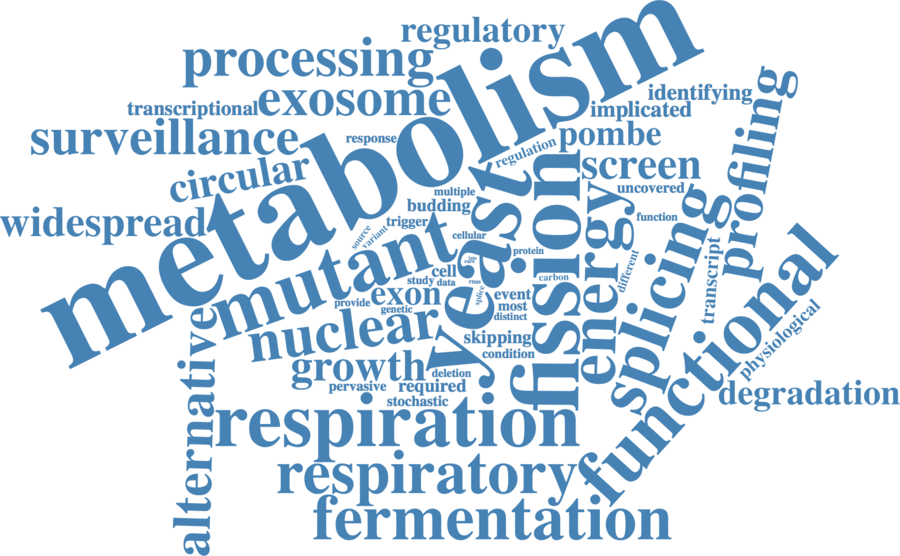 regulatory
metabolism
processing
transcriptional
exosome
identifying
implicated
surveillance
response
pombe
regulation
profiling
circular
screen
uncovered
widespread
multiple
budding
trigger
function
source
variant
cellular
mutant
yeast
fission
energy
splicing
protein
late
rare
cell
study
data
rnas
carbon
different
transcript
exon
provide
genetic
splice
event
most
distinct
nuclear
skipping
condition
functional
physiological
growth
deletion
pervasive
required
stochastic
degradation
alternative
respiration
respiratory
fermentation